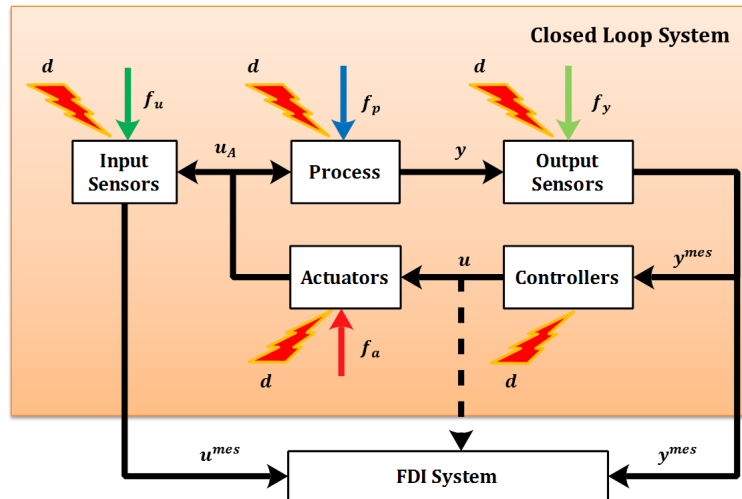 Closed Loop System
d
f_u
d
f_p
d
f_y
Input
Sensors
u_A
Process
y
Output
Sensors
Actuators
u
Controllers
y^mes
d
f_a
d
u^mes
FDI System
y^mes